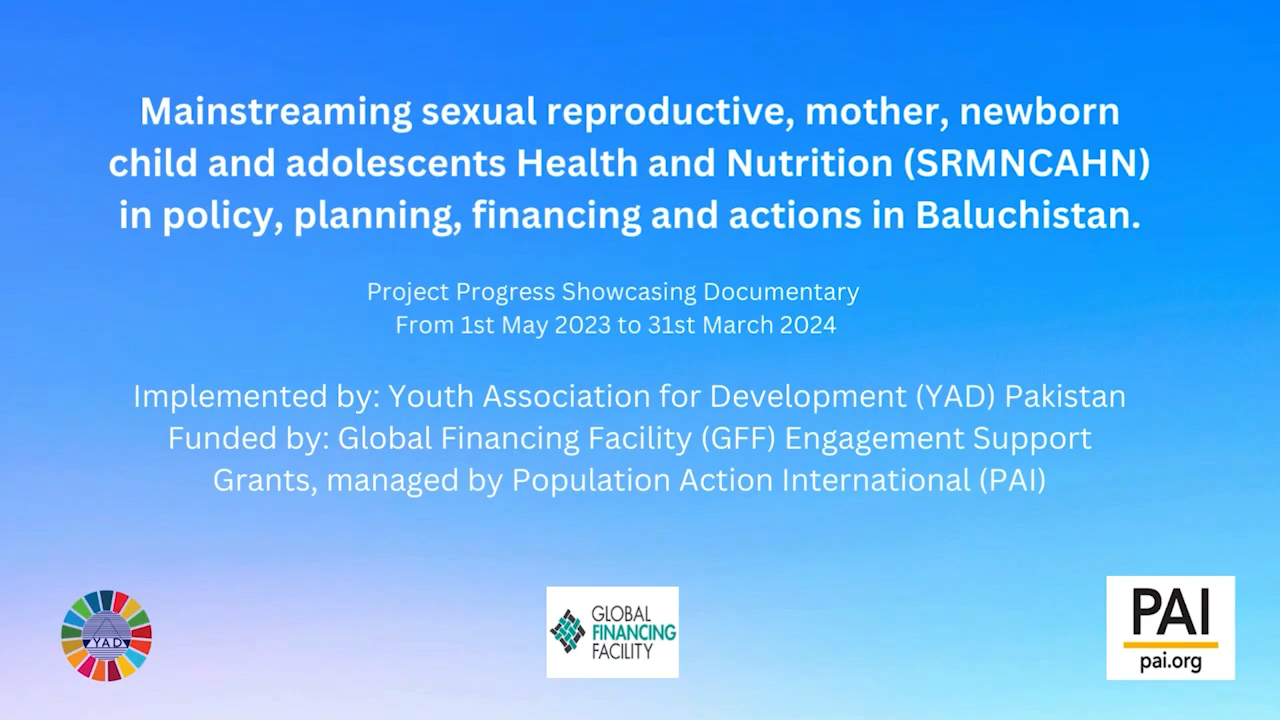 Mainstreaming sexual reproductive, mother, newborn
child and adolescents Health and Nutrition (SRMNCAHN)
in policy, planning, financing and actions in Baluchistan.
Project Progress Showcasing Documentary
From 1st May 2023 to 31st March 2024
Implemented by: Youth Association for Development (YAD) Pakistan
Funded by: Global Financing Facility (GFF) Engagement Support
Grants, managed by Population Action International (PAI)
YAD
GLOBAL
FINANCING
FACILITY
PAI
pai.org